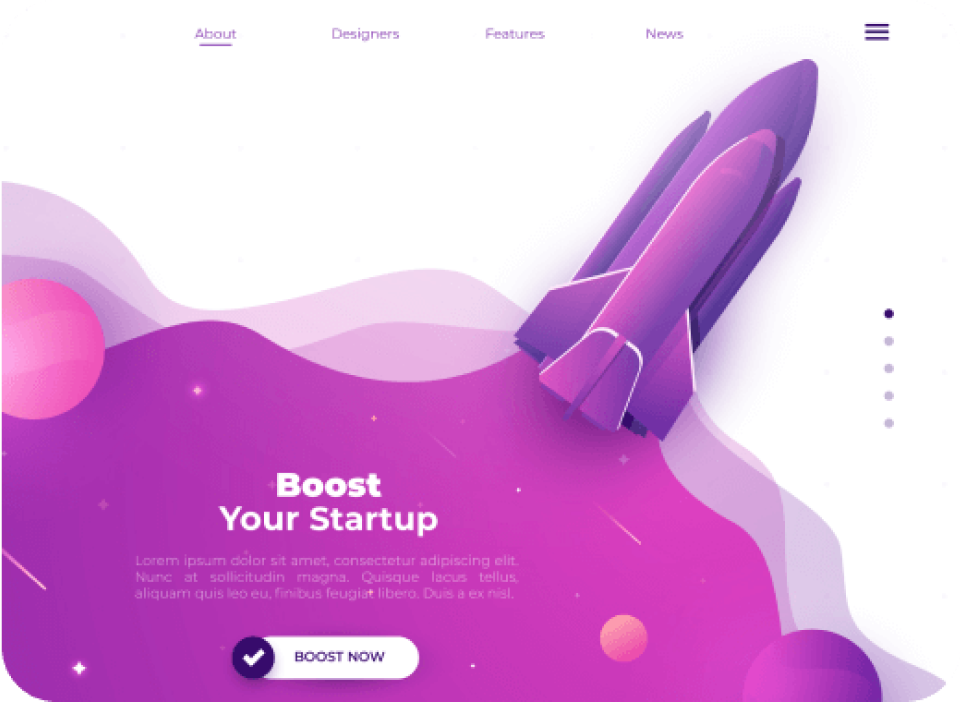 About Designers Features News
Boost
Your Startup
Lorem ipsum dolor sit amet, consectetur adipiscing elit.
Nunc at sollicitudin magna. Quisque lacus tellus,
aliquam quis leo eu, finibus feugiat libero. Duis a ex nisl.
BOOST NOW